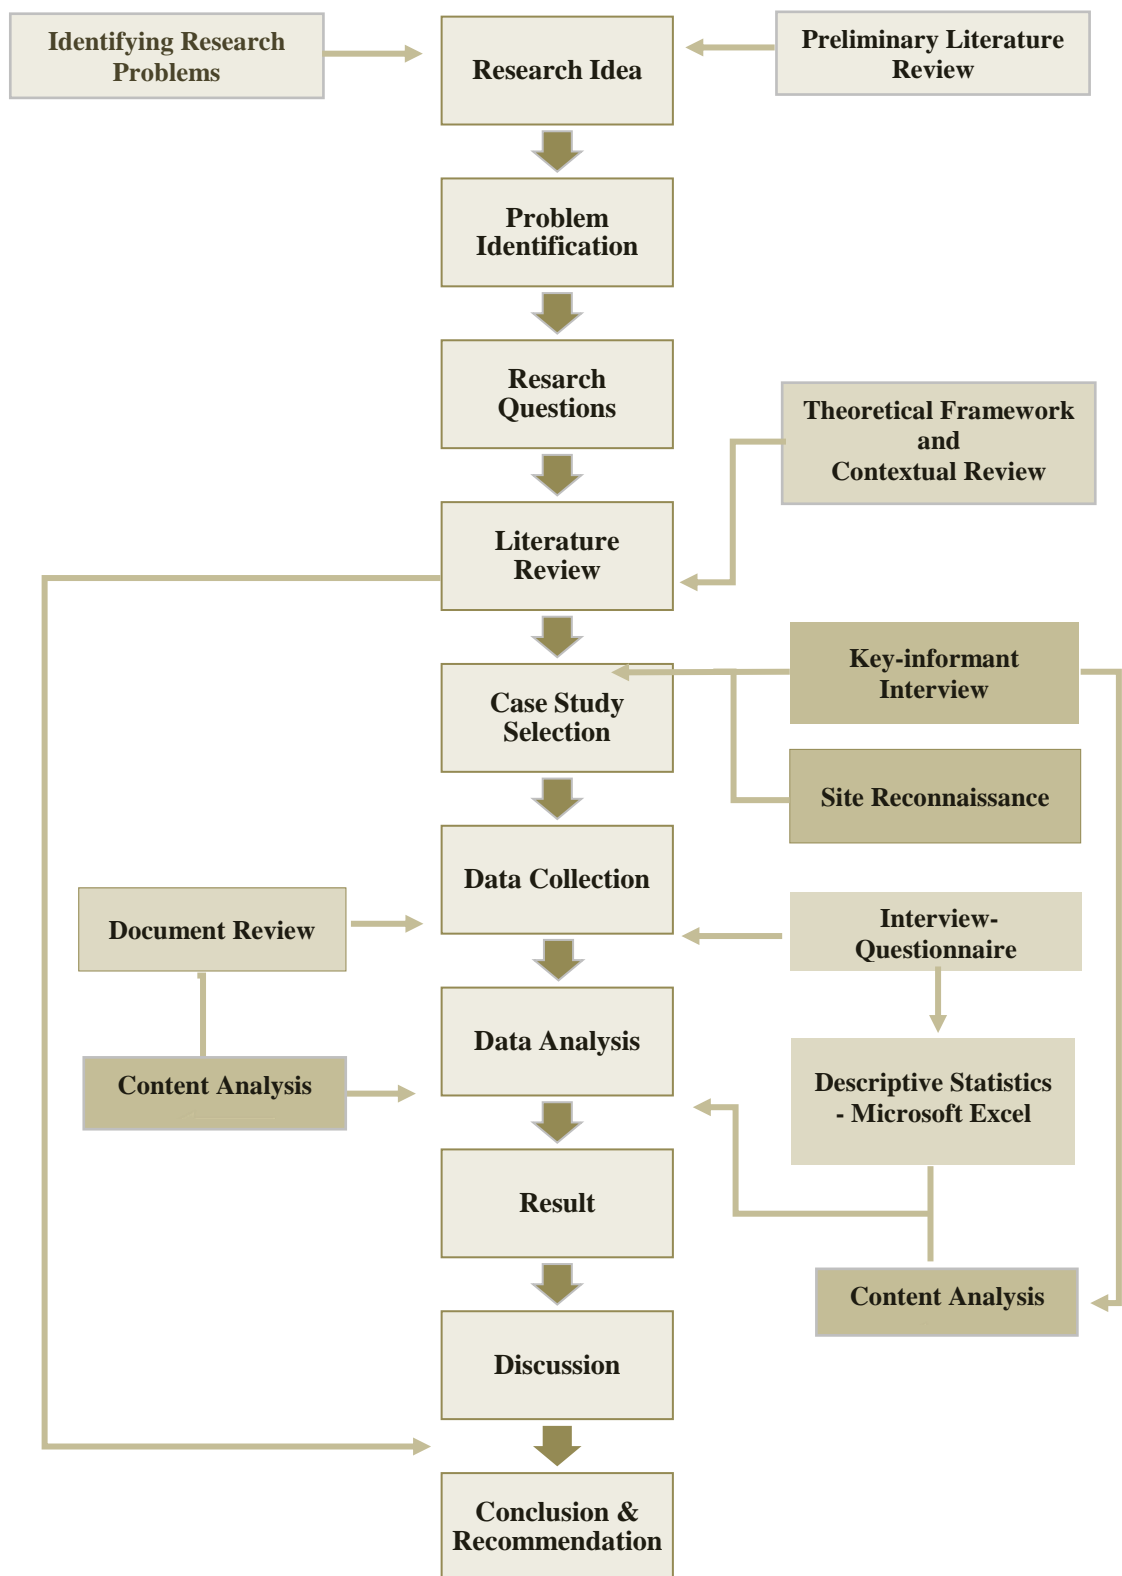 Identifying Research
Problems
Research Idea
Preliminary Literature
Review
Problem
Identification
Resarch
Questions
Theoretical Framework
and
Contextual Review
Literature
Review
Key-informant
Interview
Case Study
Selection
Site Reconnaissance
Data Collection
Document Review
Interview-
Questionnaire
Data Analysis
Content Analysis
Descriptive Statistics
- Microsoft Excel
Result
Content Analysis
Discussion
Conclusion &
Recommendation